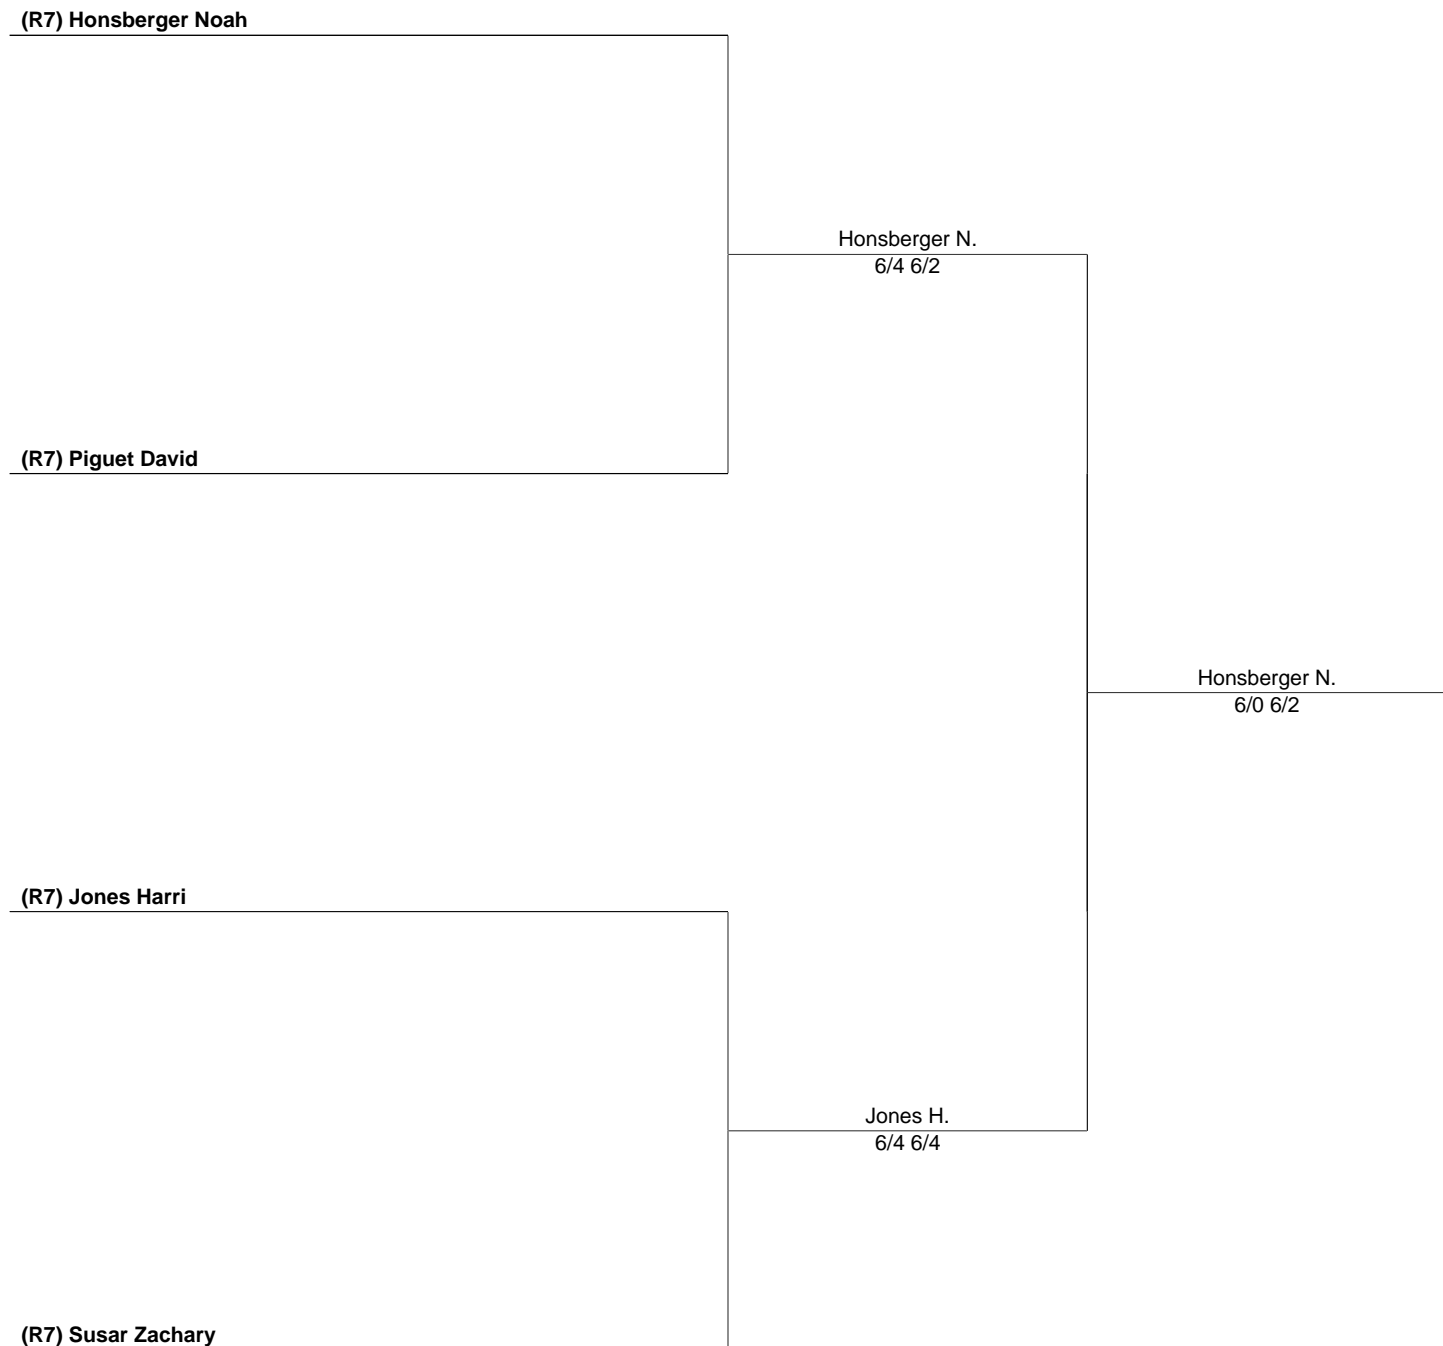 (R7) Honsberger Noah
Honsberger N.
6/4 6/2
(R7) Piguet David
Honsberger N.
6/0 6/2
(R7) Jones Harri
Jones H.
6/4 6/4
(R7) Susar Zachary